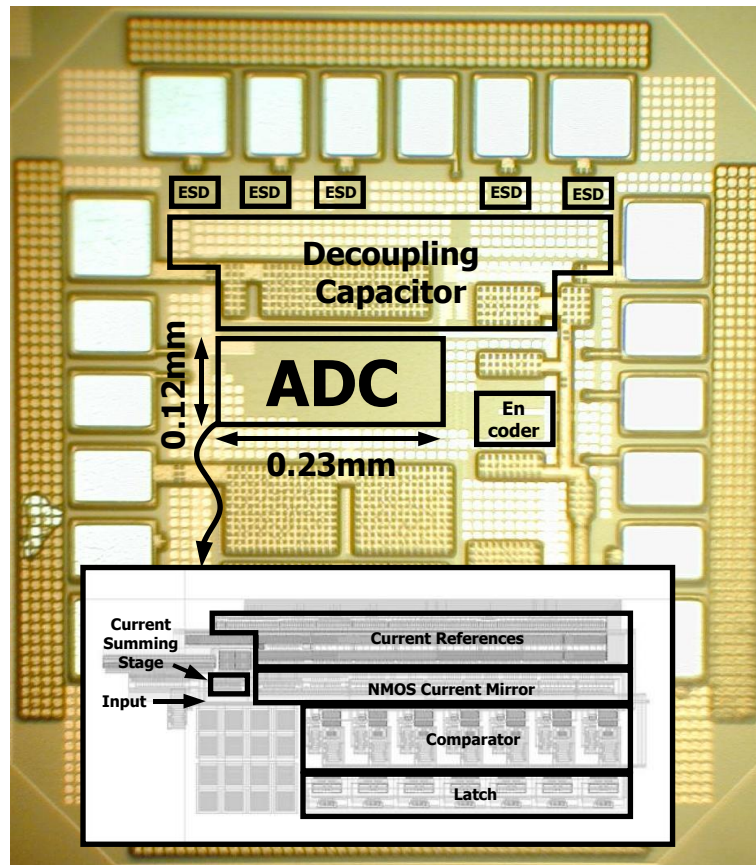 ESD ESD ESD ESD ESD
Decoupling
Capacitor
0.12mm
ADC
En
coder
0.23mm
Current
Summing
Stage
Input
Current References
NMOS Current Mirror
Comparator
Latch